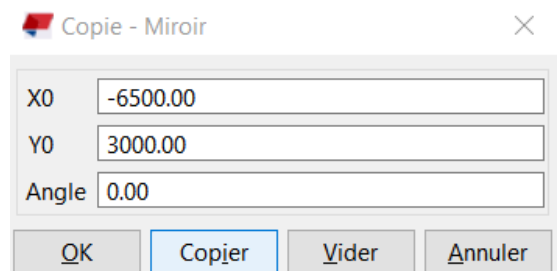 Copie - Miroir
X0 -6500.00
Y0 3000.00
Angle 0.00
OK Copier Vider Annuler